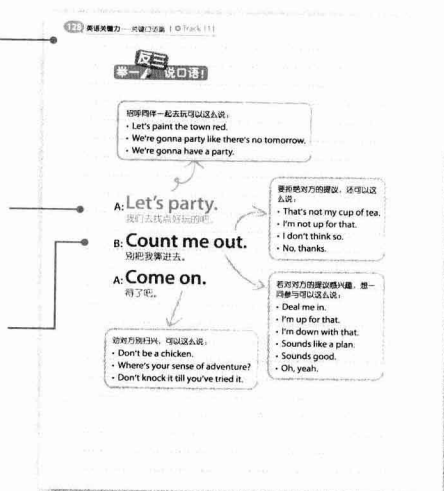 128 英语关键力——关键口语篇 | Track 111
举一反三说口语!
招呼同伴一起去玩可以这么说:
· Let's paint the town red.
· We're gonna party like there's no tomorrow.
· We're gonna have a party.
A: Let's party.
我们去找点好玩的吧。
B: Count me out.
别把我算进去。
A: Come on.
得了吧。
要拒绝对方的提议，还可以这
么说:
· That's not my cup of tea.
· I'm not up for that.
· I don't think so.
· No, thanks.
若对对方的提议感兴趣，想一
同参与可以这么说:
· Deal me in.
· I'm up for that.
· I'm down with that.
· Sounds like a plan.
· Sounds good.
· Oh, yeah.
劝对方别扫兴，可以这么说:
· Don't be a chicken.
· Where's your sense of adventure?
· Don't knock it till you've tried it.